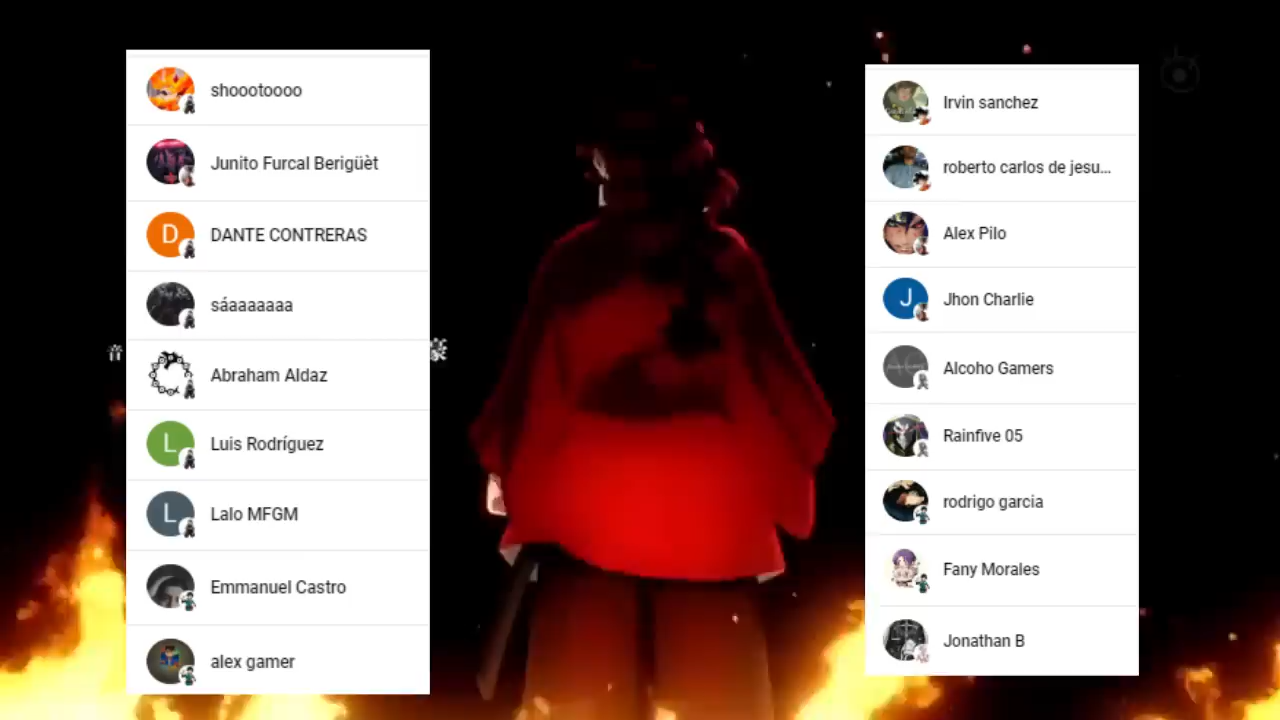 shoootoooo
Junito Furcal Berigüèt
D
DANTE CONTRERAS
sáaaaaaaa
Abraham Aldaz
L
Luis Rodríguez
L
Lalo MFGM
Emmanuel Castro
alex gamer
Irvin sanchez
roberto carlos de jesu...
Alex Pilo
J
Jhon Charlie
Alcoho Gamers
Rainfive 05
rodrigo garcia
Fany Morales
Jonathan B